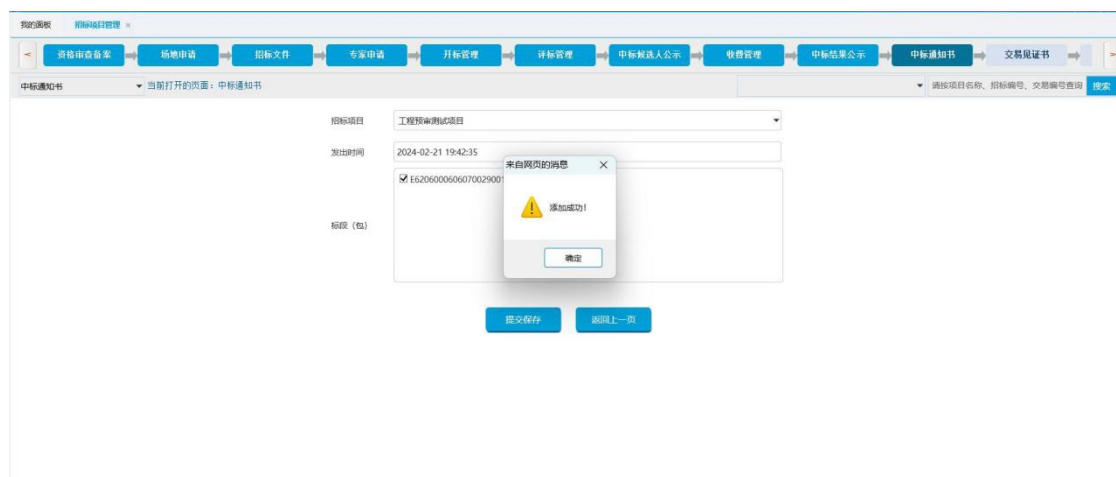 我的面板 招标项目管理 ×
< 资格审查备案 场地申请 招标文件 专家申请 开标管理 评标管理 中标候选人公示 收费管理 中标结果公示 中标通知书 交易见证书 >
中标通知书 当前打开的页面：中标通知书 请按项目名称、招标编号、交易编号查询 搜索
招标项目 工程预审测试项目
发出时间 2024-02-21 19:42:35
来自网页的消息 ×
E6206000606070029001
添加成功！
标段（包）
确定
提交保存 返回上一页